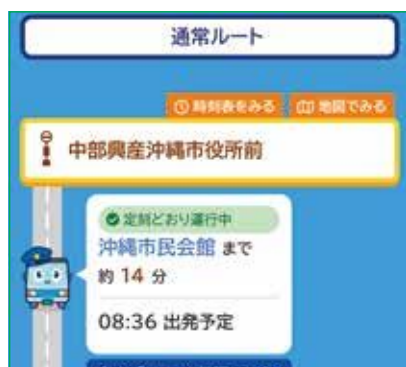 通常ルート
時刻表をみる 地図でみる
中部興産沖縄市役所前
定刻どおり運行中
沖縄市民会館 まで
約 14 分
08:36 出発予定